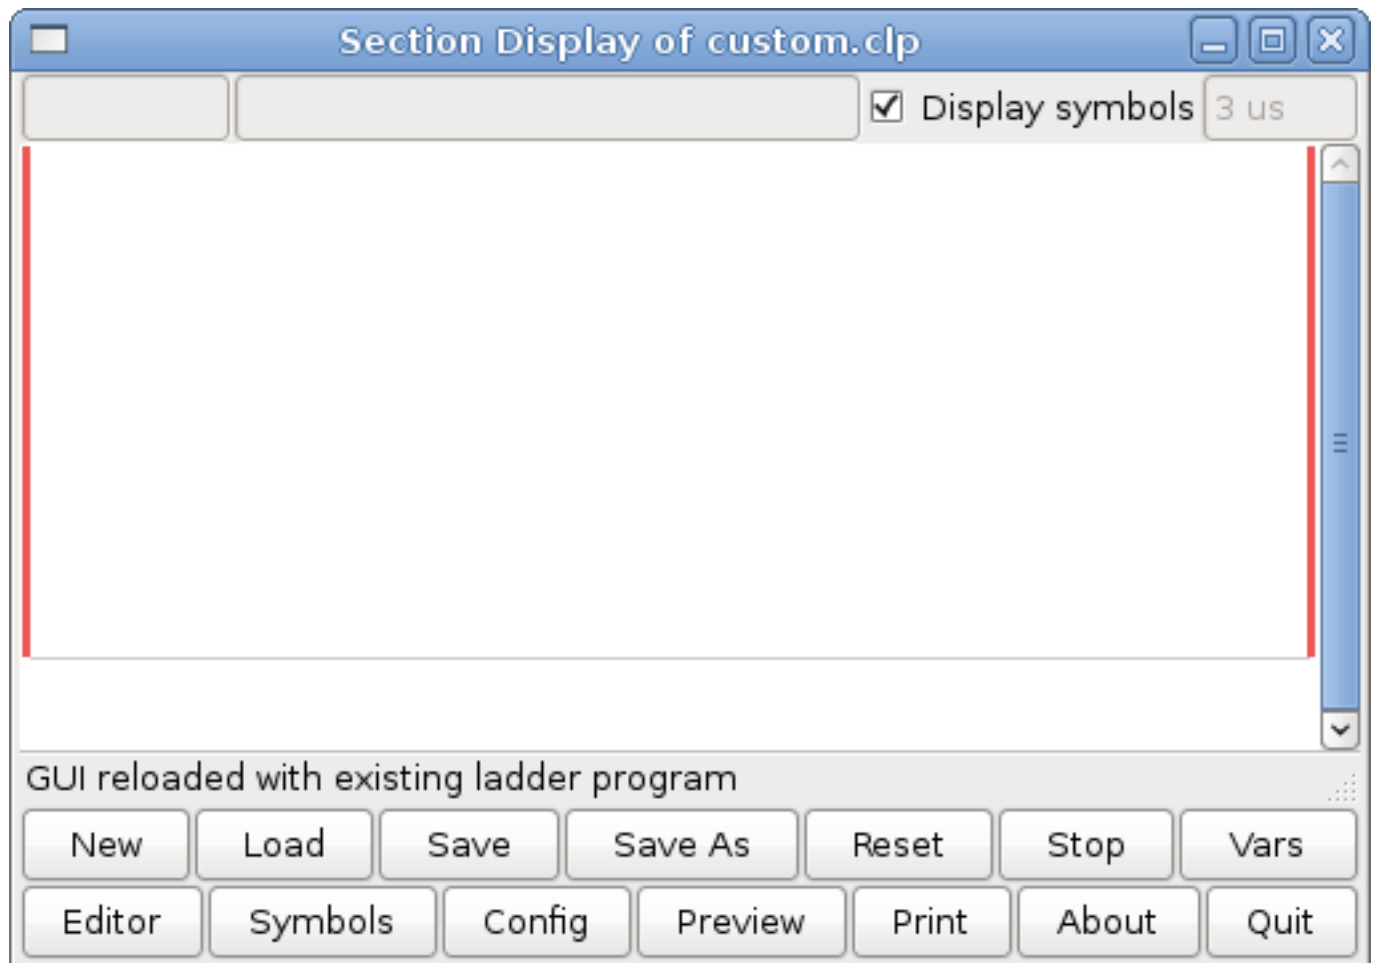 Section Display of custom.clp
Display symbols 3 us
GUI reloaded with existing ladder program
New Load Save Save As Reset Stop Vars
Editor Symbols Config Preview Print About Quit